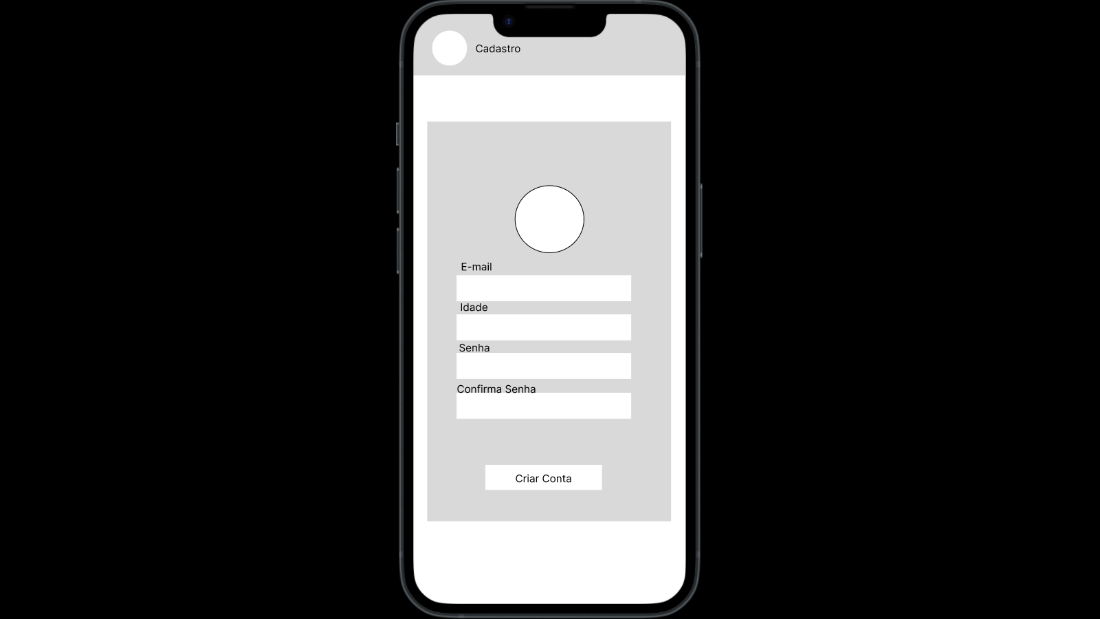 Cadastro
E-mail
Idade
Senha
Confirma Senha
Criar Conta